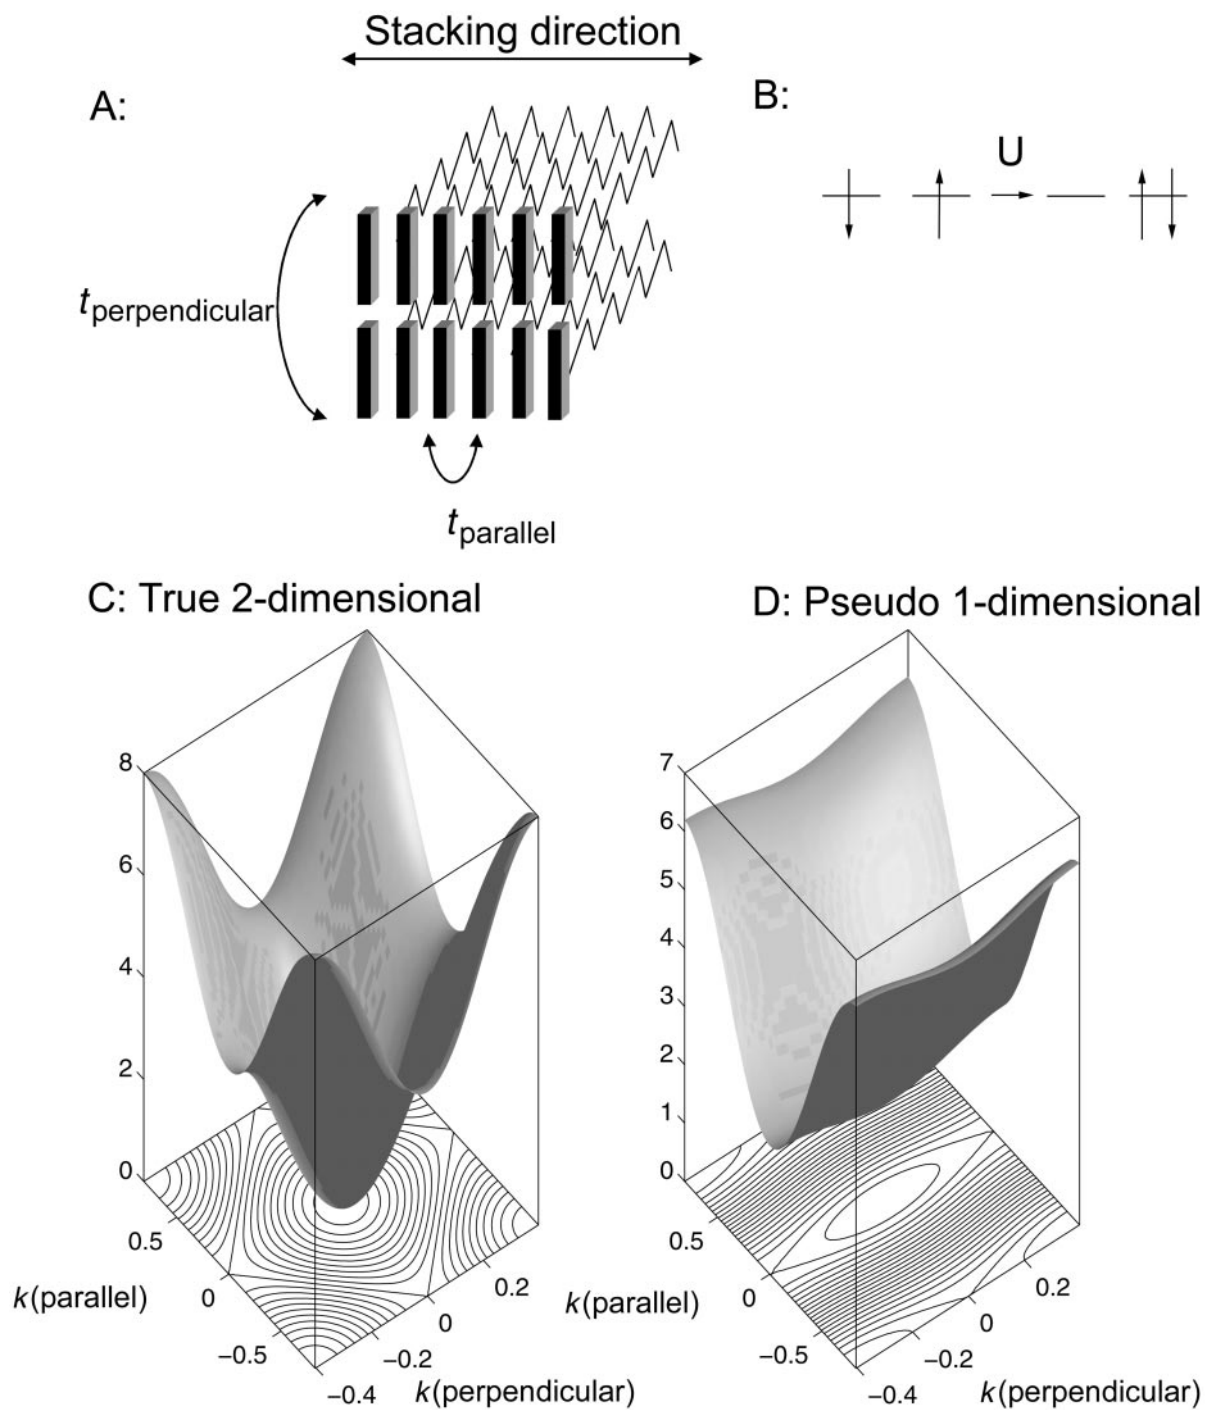 Stacking direction
A:
B:
U
t perpendicular
t parallel
C: True 2-dimensional
D: Pseudo 1-dimensional
8
6
4
2
0
0.5
0
−0.5
k(parallel)
0.2
0
−0.2
−0.4
k(perpendicular)
7
6
5
4
3
2
1
0
0.5
0
−0.5
k(parallel)
0.2
0
−0.2
−0.4
k(perpendicular)